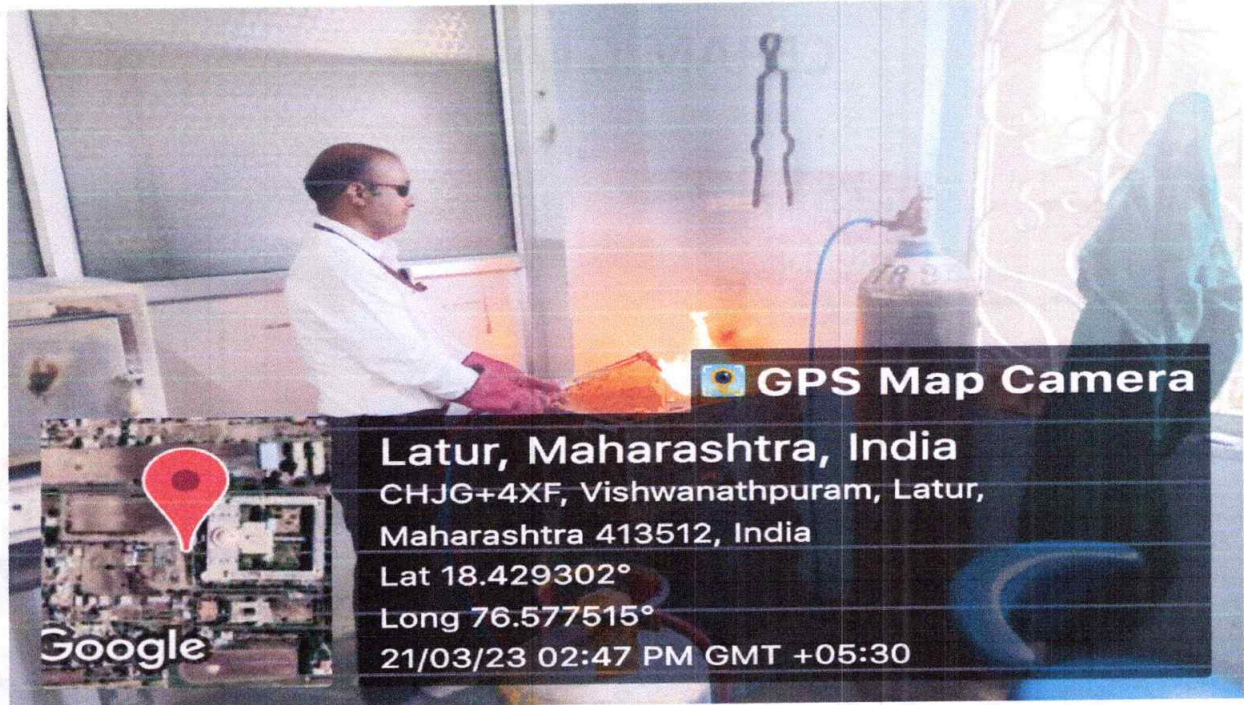 GPS Map Camera
Latur, Maharashtra, India
CHJG+4XF, Vishwanathpuram, Latur,
Maharashtra 413512, India
Lat 18.429302°
Long 76.577515°
21/03/23 02:47 PM GMT +05:30
Google